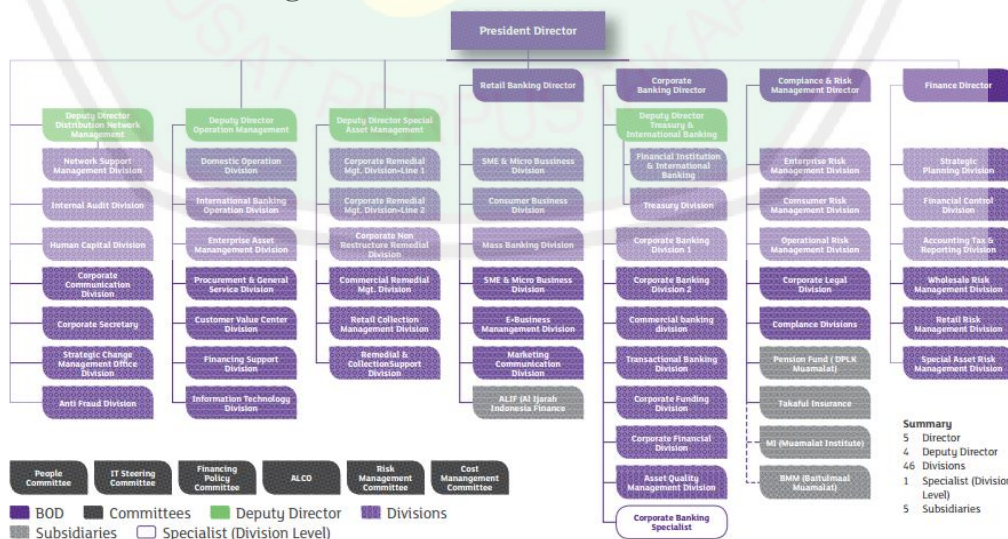 President Director
Retail Banking Director
Corporate
Banking Director
Compliance & Risk
Management Director
Finance Director
Deputy Director
Distribution Network
Management
Deputy Director
Operation Management
Deputy Director Special
Asset Management
Deputy Director
Treasury &
International Banking
Network Support
Management Division
Domestic Operation
Division
Corporate Remedial
Mgt. Division-Line 1
SME & Micro Bussiness
Division
Financial Institution
& International
Banking
Enterprise Risk
Management Division
Strategic
Planning Division
Internal Audit Division
International Banking
Operation Division
Corporate Remedial
Mgt. Division-Line 2
Consumer Business
Division
Treasury Division
Consumer Risk
Management Division
Financial Control
Division
Human Capital Division
Enterprise Asset
Management Division
Corporate Non
Restructure Remedial
Division
Mass Banking Division
Corporate Banking
Division 1
Operational Risk
Management Division
Accounting Tax &
Reporting Division
Corporate
Communication
Division
Procurement & General
Service Division
Commercial Remedial
Mgt. Division
SME & Micro Business
Division
Corporate Banking
Division 2
Corporate Legal
Division
Wholesale Risk
Management Division
Corporate Secretary
Customer Value Center
Division
Retail Collection
Management Division
E-Business
Manangement Division
Commercial banking
division
Compliance Divisions
Retail Risk
Management Division
Strategic Change
Management Office
Division
Financing Support
Division
Remedial &
CollectionSupport
Division
Marketing
Communication
Division
Transactional Banking
Division
Pension Fund ( DPLK
Muamalat)
Special Asset Risk
Management Division
Anti Fraud Division
Information Technology
Division
ALIF (Al Ijarah
Indonesia Finance
Corporate Funding
Division
Takaful Insurance
Corporate Financial
Division
MI (Muamalat Institute)
Asset Quality
Management Division
BMM (Baitulmaal
Muamalat)
Corporate Banking
Specialist
People
Committee
IT Steering
Committee
Financing
Policy
Committee
ALCO
Risk
Management
Committee
Cost
Management
Committee
BOD
Committees
Deputy Director
Divisions
Subsidiaries
Specialist (Division Level)
Summary
5 Director
4 Deputy Director
46 Divisions
1 Specialist (Division
Level)
5 Subsidiaries